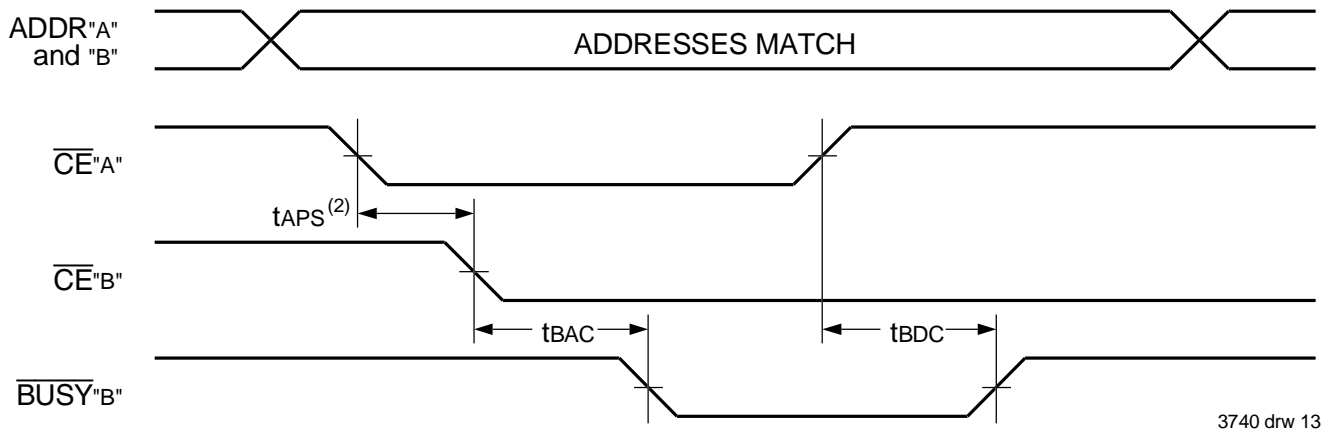 ADDR"A"
and "B"
ADDRESSES MATCH
CE"A"
tAPS(2)
CE"B"
tBAC
tBDC
BUSY"B"
3740 drw 13